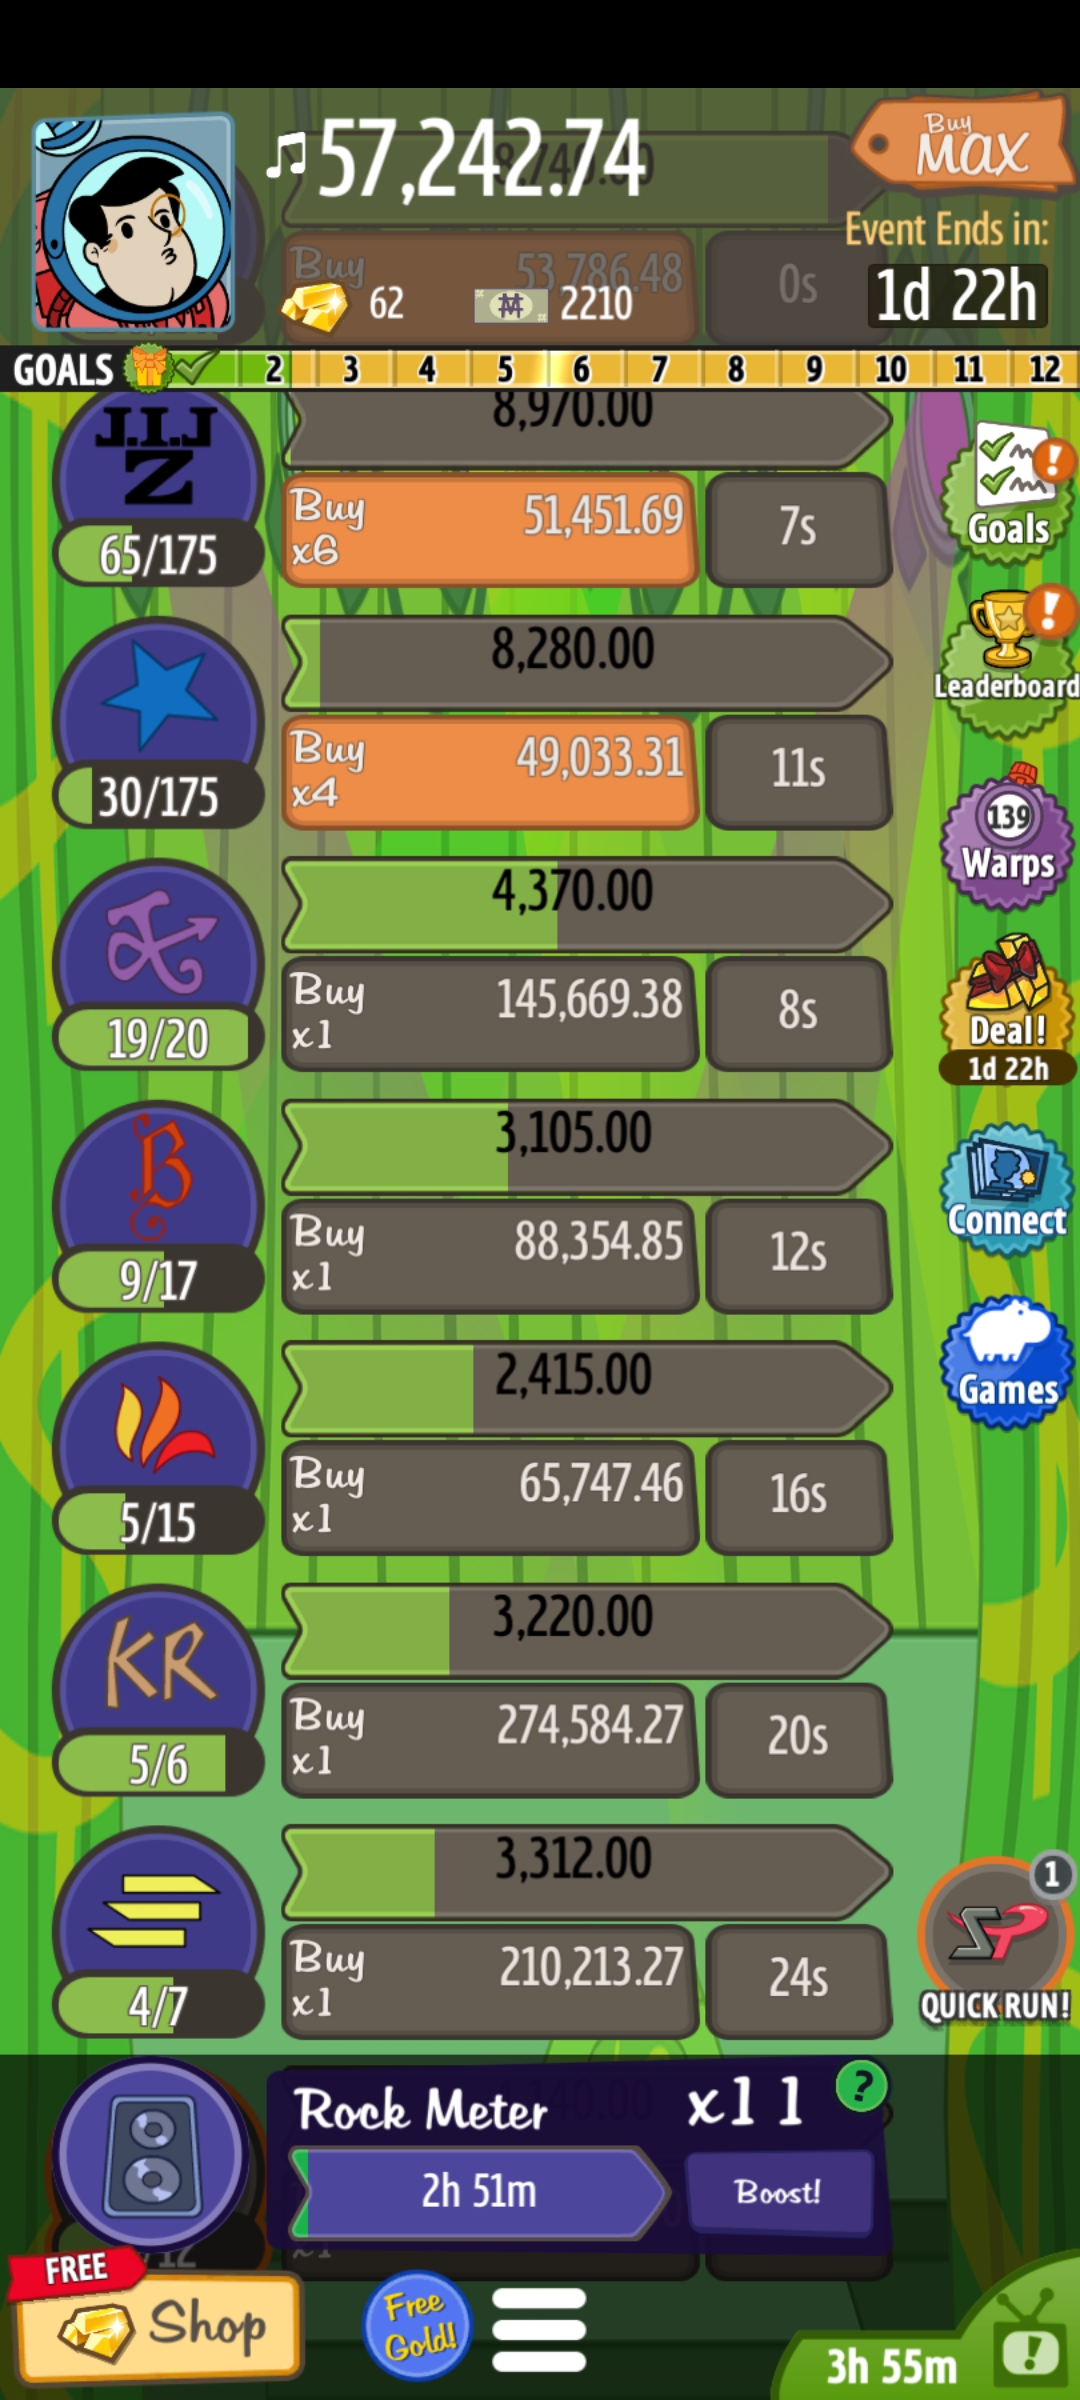 57,242.74
Buy
MAX
62
2210
Event Ends in:
1d 22h
Buy
53,786.48
0s
GOALS 2 3 4 5 6 7 8 9 10 11 12
J.I.J
Z
65/175
8,970.00
Buy
x6
51,451.69
7s
Goals
30/175
8,280.00
Buy
x4
49,033.31
11s
Leaderboard
19/20
4,370.00
Buy
x1
145,669.38
8s
139
Warps
Deal!
1d 22h
B
9/17
3,105.00
Buy
x1
88,354.85
12s
Connect
5/15
2,415.00
Buy
x1
65,747.46
16s
Games
KR
5/6
3,220.00
Buy
x1
274,584.27
20s
4/7
3,312.00
Buy
x1
210,213.27
24s
1
SP
QUICK RUN!
Rock Meter
x11
?
2h 51m
Boost!
x1
FREE
Shop
Free
Gold!
3h 55m